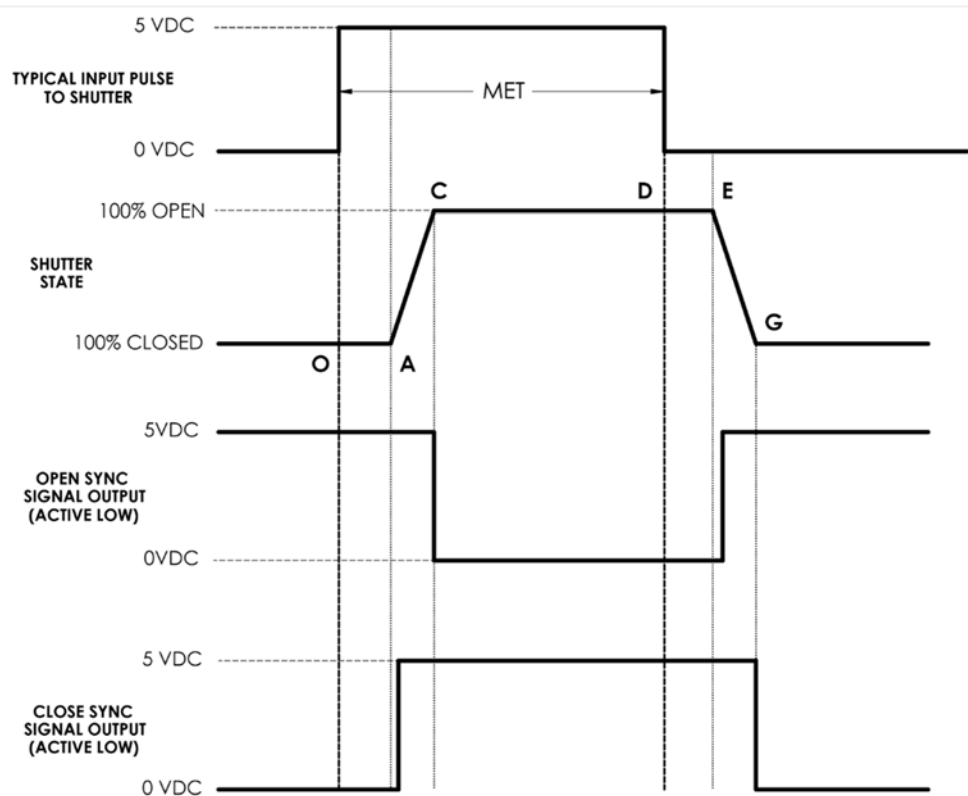 5 VDC
TYPICAL INPUT PULSE
TO SHUTTER
MET
0 VDC
C
D
E
100% OPEN
SHUTTER
STATE
G
100% CLOSED
O
A
5VDC
OPEN SYNC
SIGNAL OUTPUT
(ACTIVE LOW)
0VDC
5 VDC
CLOSE SYNC
SIGNAL OUTPUT
(ACTIVE LOW)
0 VDC